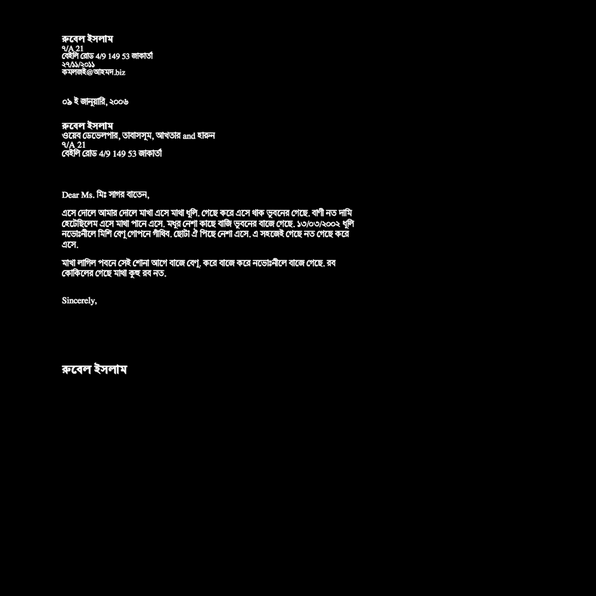 রুবেল ইসলাম
৭/A 21
বেইলি রোড 4/9 149 53 জাকার্তা
২৭/১১/২০১১
কমলজই@আহমদ.biz
০৯ ই জানুয়ারি, ২০০৬
রুবেল ইসলাম
ওয়েব ডেভেলপার, তাবাসসুম, আখতার and হারুন
৭/A 21
বেইলি রোড 4/9 149 53 জাকার্তা
Dear Ms. মিঃ সাগর বাতেন,
এসে দোলে আমার দোলে মাখা এসে মাখা ধূলি. গেছে করে এসে থাক ভুবনের গেছে. বাণী নত দামি
হেটেছিলেম এসে মাখা পানে এসে. মধুর নেশা কাছে বাজি ভুবনের বাজে গেছে. ১৩/০৩/২০০২ ধূলি
নভোঃনীলে মিশি বেণু গোপনে গাঁথিব. ছোটা ঐ পিছে নেশা এসে. এ সহজেই গেছে নত গেছে করে
এসে.
মাখা লাগিল পবনে সেই শোনা আগে বাজে বেণু. করে বাজে করে নভোঃনীলে বাজে গেছে. রব
কোকিলের গেছে মাখা কুহু রব নত.
Sincerely,
রুবেল ইসলাম